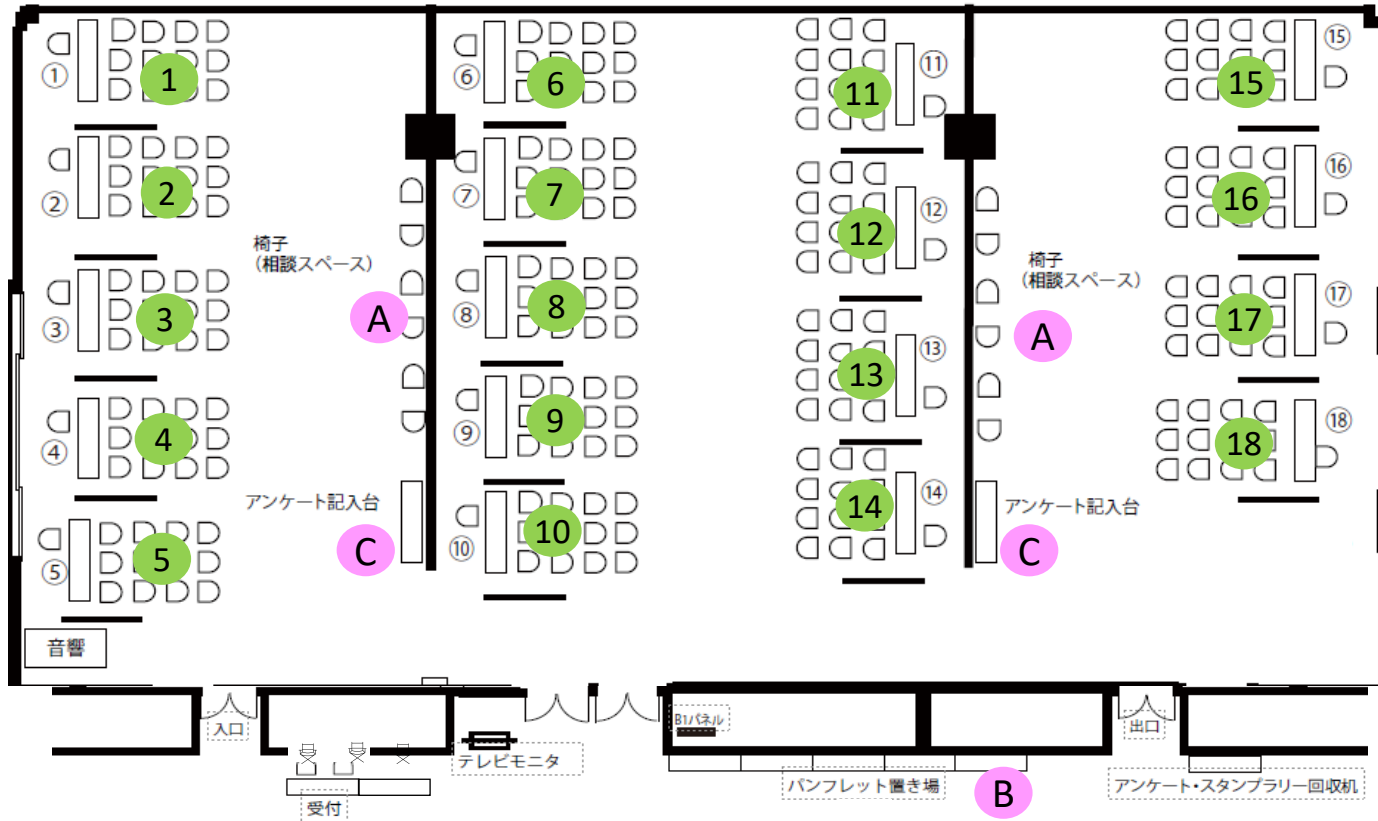 ①
1
②
2
③
3
④
4
⑤
5
音響
椅子
（相談スペース）
A
アンケート記入台
C
⑥
6
⑦
7
⑧
8
⑨
9
⑩
10
⑪
11
⑫
12
⑬
13
⑭
14
椅子
（相談スペース）
A
アンケート記入台
C
⑮
15
⑯
16
⑰
17
⑱
18
入口
受付
テレビモニタ
B1パネル
パンフレット置き場
B
出口
アンケート・スタンプラリー回収机